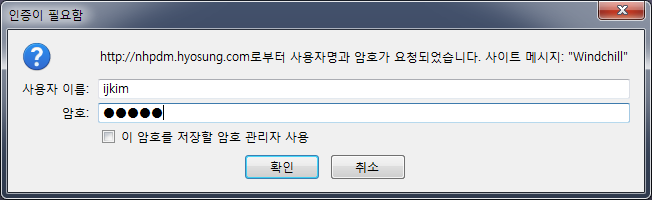 인증이 필요함
http://nhpdm.hyosung.com로부터 사용자명과 암호가 요청되었습니다. 사이트 메시지: "Windchill"
사용자 이름: ijkim
암호: ●●●●●
이 암호를 저장할 암호 관리자 사용
확인 취소